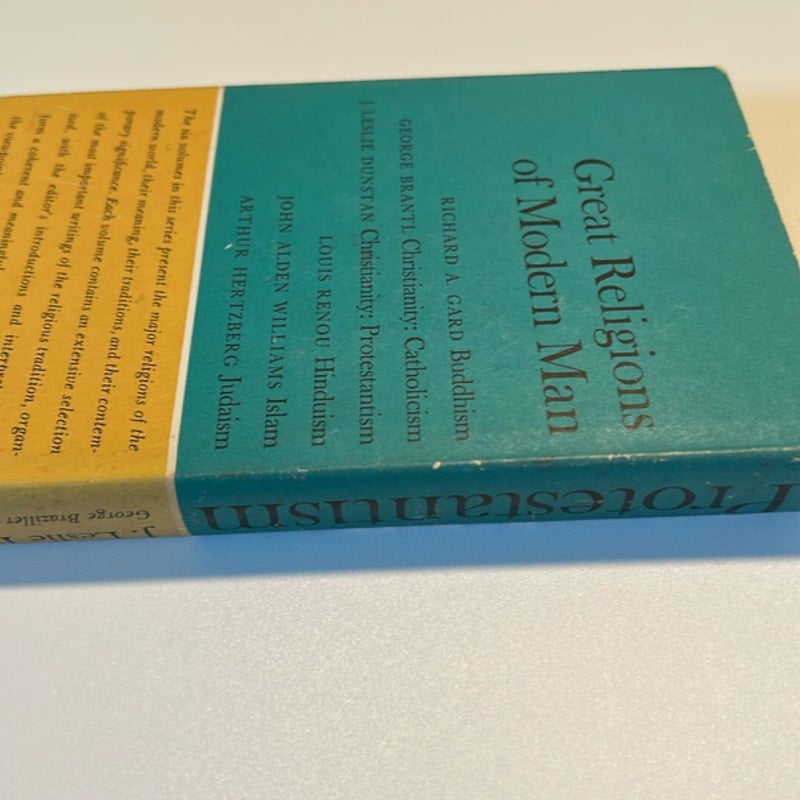 Great Religions
of Modern Man
RICHARD A. GARD Buddhism
GEORGE BRANTL Christianity: Catholicism
J. LESLIE DUNSTAN Christianity: Protestantism
LOUIS RENOU Hinduism
JOHN ALDEN WILLIAMS Islam
ARTHUR HERTZBERG Judaism
The six volumes in this series present the major religions of the
modern world, their meaning, their traditions, and their contem-
porary significance. Each volume contains an extensive selection
of the most important writings of the religious tradition, organ-
ized, with the editor's introductions and interpre
form a coherent and meaningful
the viewpoint
Protestantism
J. Leslie
George Braziller